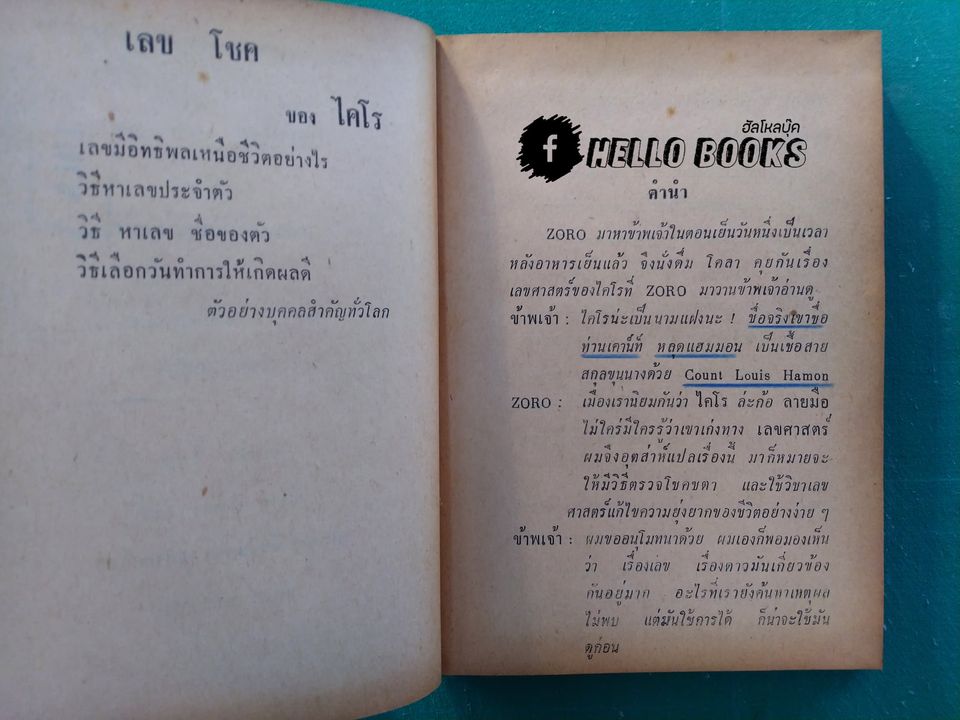 เลข โชค
ของ ไคโร
เลขมีอิทธิพลเหนือชีวิตอย่างไร
วิธีหาเลขประจำตัว
วิธี หาเลข ชื่อของตัว
วิธีเลือกวันทำการให้เกิดผลดี
ตัวอย่างบุคคลสำคัญทั่วโลก
ฮัลโหลบุ๊ค
f HELLO BOOKS
คำนำ
ZORO มาหาข้าพเจ้าในตอนเย็นวันหนึ่งเป็นเวลา
หลังอาหารเย็นแล้ว จึงนั่งดื่ม โคลา คุยกันเรื่อง
เลขศาสตร์ของไคโรที่ ZORO มาวานข้าพเจ้าอ่านดู
ข้าพเจ้า : ไคโรน่ะเป็นนามแฝงนะ ! ชื่อจริงเขาชื่อ
ท่านเคาน์ท์ หลุดแฮมมอน เป็นเชื้อสาย
สกุลขุนนางด้วย Count Louis Hamon
ZORO : เมืองเรานิยมกันว่า ไคโร ล่ะก้อ ลายมือ
ไม่ใคร่มีใครรู้ว่าเขาเก่งทาง เลขศาสตร์
ผมจึงอุตส่าห์แปลเรื่องนี้ มาก็หมายจะ
ให้มีวิธีตรวจโชคชตา และใช้วิชาเลข
ศาสตร์แก้ไขความยุ่งยากของชีวิตอย่างง่าย ๆ
ข้าพเจ้า : ผมขออนุโมทนาด้วย ผมเองก็พอมองเห็น
ว่า เรื่องเลข เรื่องดาวมันเกี่ยวข้อง
กันอยู่มาก อะไรที่เรายังค้นหาเหตุผล
ไม่พบ แต่มันใช้การได้ ก็น่าจะใช้มัน
ดูก่อน